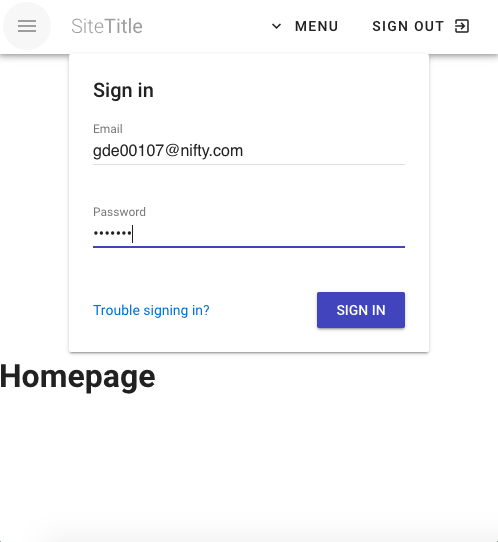 SiteTitle MENU SIGN OUT
Sign in
Email
gde00107@nifty.com
Password
•••••••
Trouble signing in? SIGN IN
Homepage